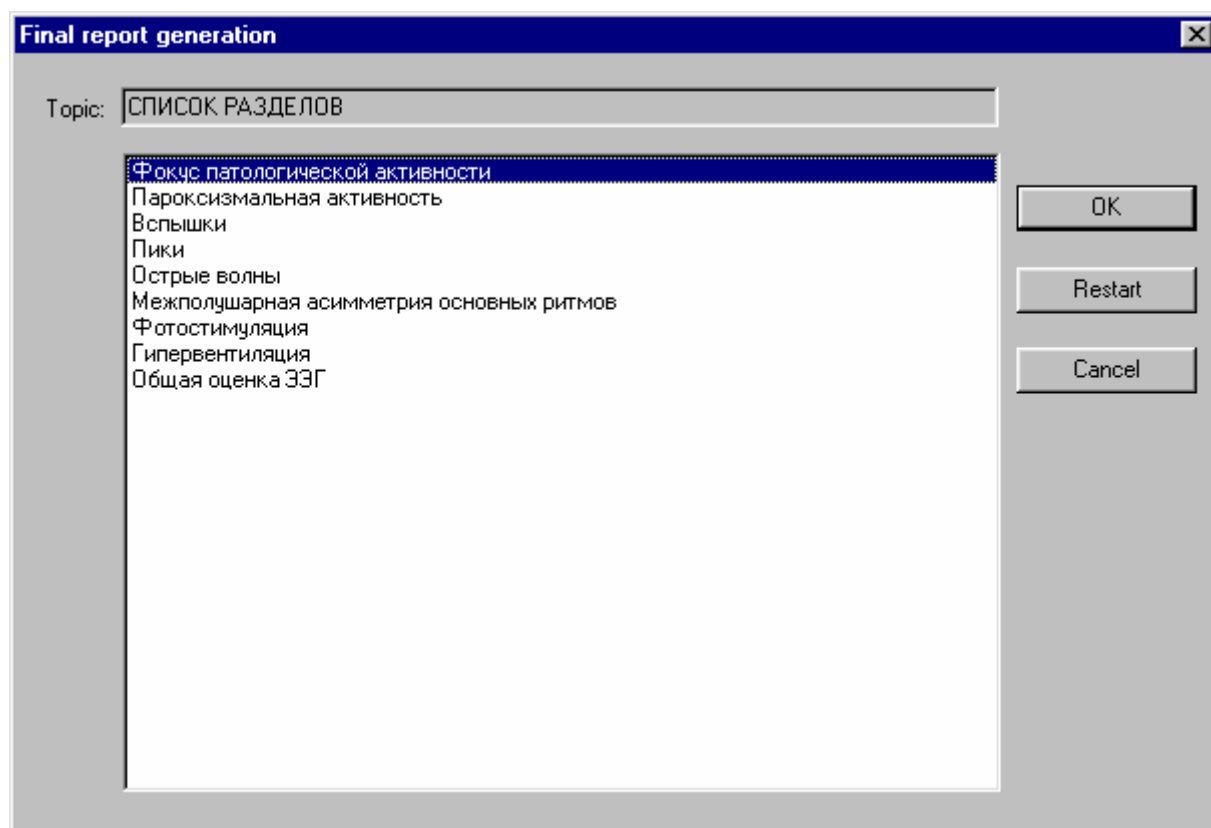 Final report generation
Topic: СПИСОК РАЗДЕЛОВ
Фокус патологической активности
Пароксизмальная активность
Вспышки
Пики
Острые волны
Межполушарная асимметрия основных ритмов
Фотостимуляция
Гипервентиляция
Общая оценка ЭЭГ
OK
Restart
Cancel